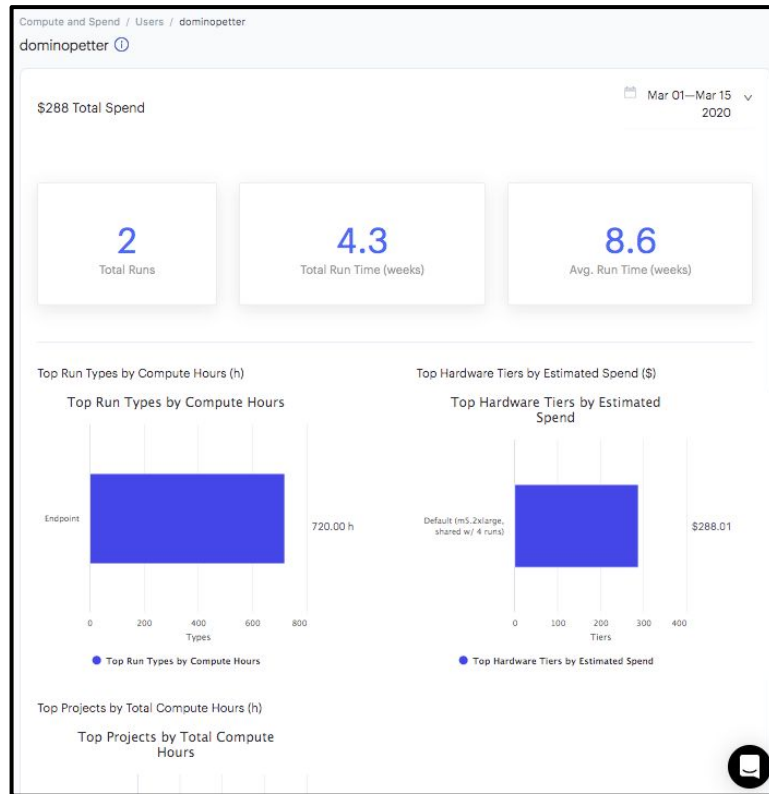 Compute and Spend / Users / dominopetter
dominopetter
$288 Total Spend
Mar 01—Mar 15
2020
2
Total Runs
4.3
Total Run Time (weeks)
8.6
Avg. Run Time (weeks)
Top Run Types by Compute Hours (h)
Top Run Types by Compute Hours
Endpoint
720.00 h
0 200 400 600 800
Types
Top Run Types by Compute Hours
Top Hardware Tiers by Estimated Spend ($)
Top Hardware Tiers by Estimated
Spend
Default (m5.2xlarge,
shared w/ 4 runs)
$288.01
0 100 200 300 400
Tiers
Top Hardware Tiers by Estimated Spend
Top Projects by Total Compute Hours (h)
Top Projects by Total Compute
Hours